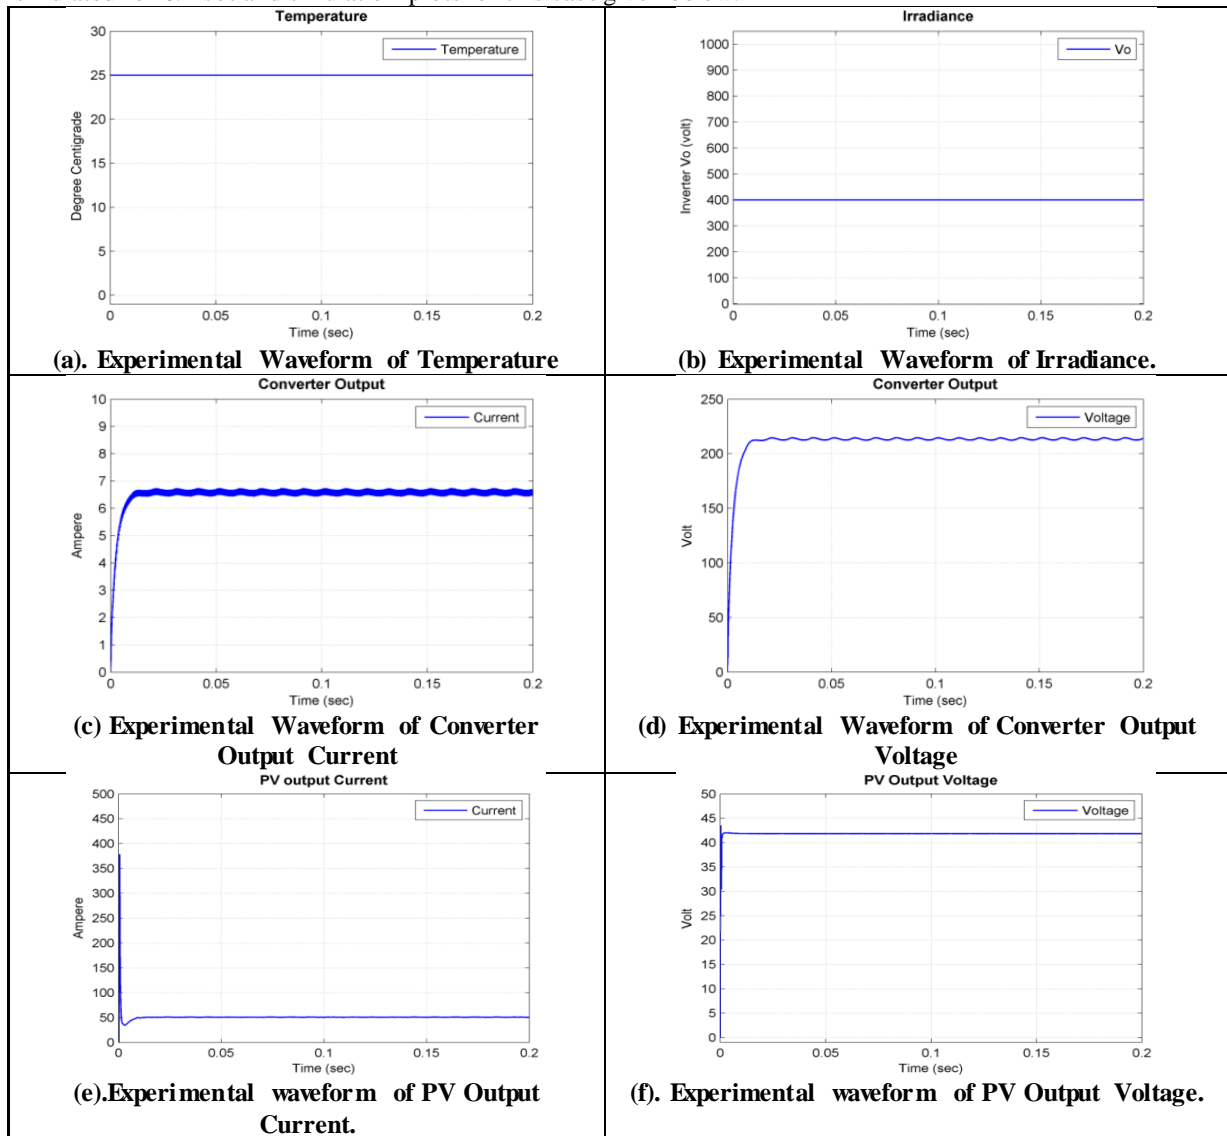 Temperature
30
25
20
15
10
5
0
Degree Centigrade
Temperature
0 0.05 0.1 0.15 0.2
Time (sec)
(a). Experimental Waveform of Temperature
Irradiance
1000
900
800
700
600
500
400
300
200
100
0
Inverter Vo (volt)
Vo
0 0.05 0.1 0.15 0.2
Time (sec)
(b) Experimental Waveform of Irradiance.
Converter Output
10
9
8
7
6
5
4
3
2
1
0
Ampere
Current
0 0.05 0.1 0.15 0.2
Time (sec)
(c) Experimental Waveform of Converter
Output Current
Converter Output
250
200
150
100
50
0
Volt
Voltage
0 0.05 0.1 0.15 0.2
Time (sec)
(d) Experimental Waveform of Converter Output
Voltage
PV output Current
500
450
400
350
300
250
200
150
100
50
0
Ampere
Current
0 0.05 0.1 0.15 0.2
Time (sec)
(e).Experimental waveform of PV Output
Current.
PV Output Voltage
50
45
40
35
30
25
20
15
10
5
0
Volt
Voltage
0 0.05 0.1 0.15 0.2
Time (sec)
(f). Experimental waveform of PV Output Voltage.